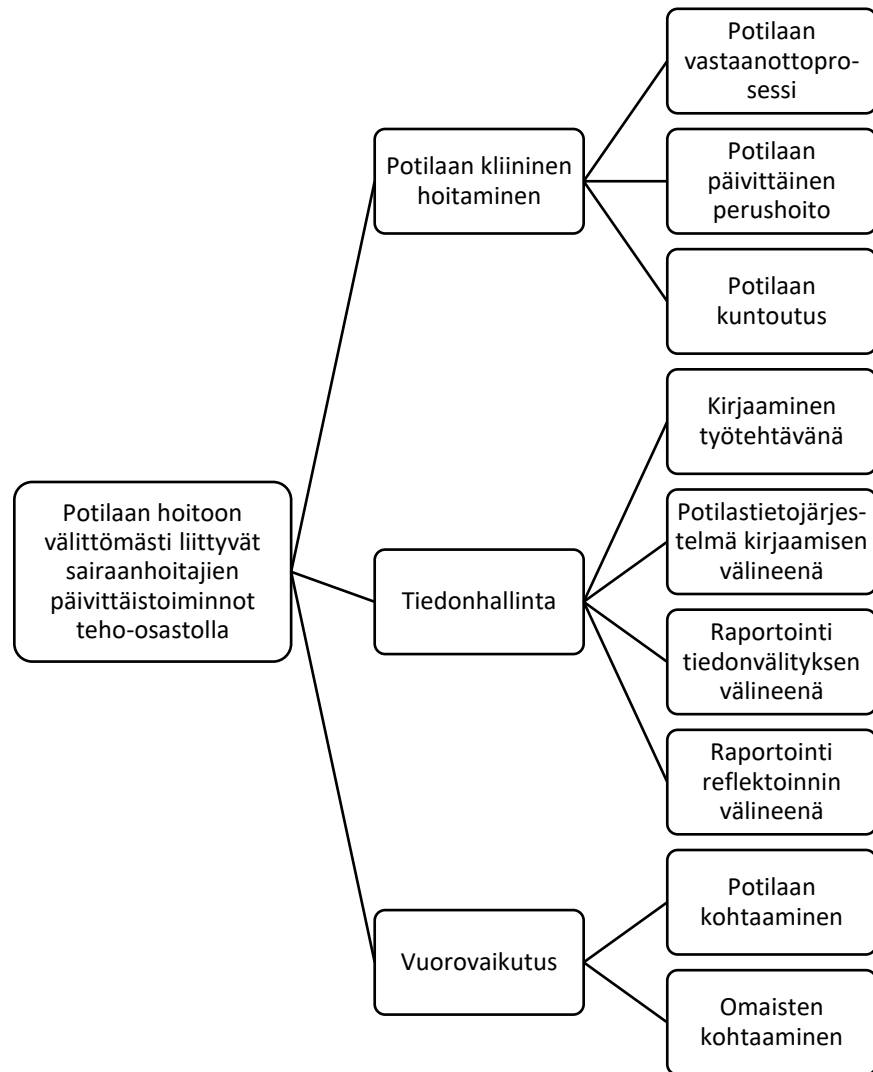 Potilaan
vastaanottopro-
sessi
Potilaan kliininen
hoitaminen
Potilaan
päivittäinen
perushoito
Potilaan
kuntoutus
Kirjaaminen
työtehtävänä
Potilaan hoitoon
välittömästi liittyvät
sairaanhoitajien
päivittäistoiminnot
teho-osastolla
Tiedonhallinta
Potilastietojärjes-
telmä kirjaamisen
välineenä
Raportointi
tiedonvälityksen
välineenä
Raportointi
reflektoinnin
välineenä
Vuorovaikutus
Potilaan
kohtaaminen
Omaisten
kohtaaminen